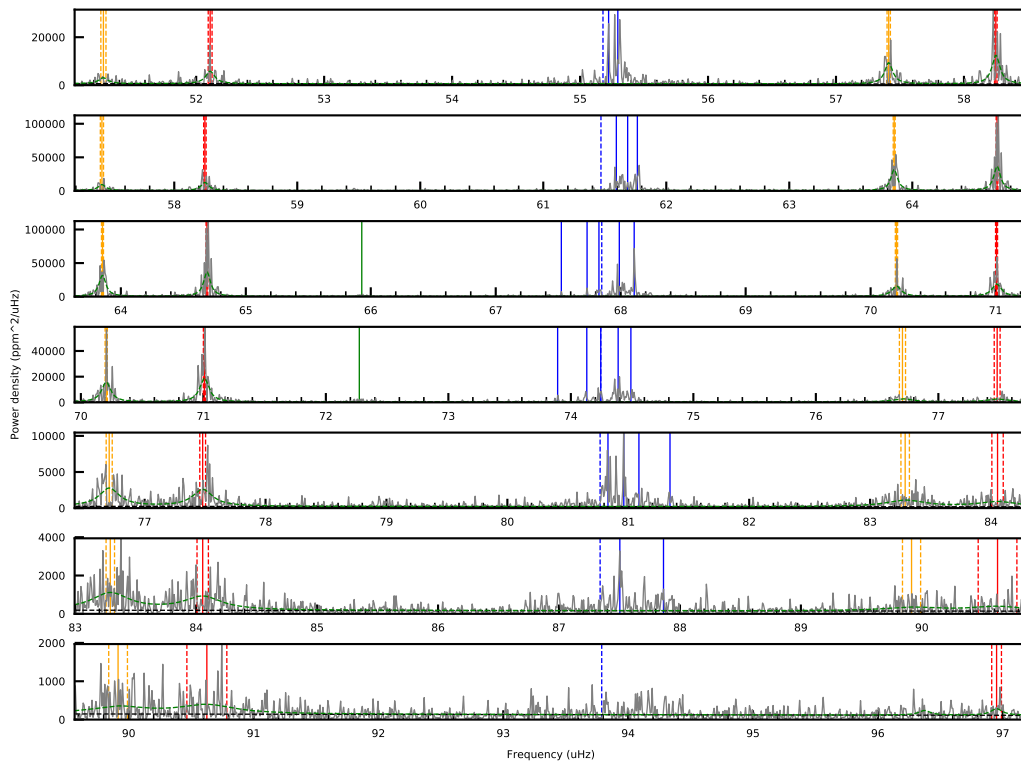 20000
0
52 53 54 55 56 57 58
100000
50000
0
58 59 60 61 62 63 64
100000
50000
0
64 65 66 67 68 69 70 71
Power density (ppm^2/uHz)
40000
20000
0
70 71 72 73 74 75 76 77
10000
5000
0
77 78 79 80 81 82 83 84
4000
2000
0
83 84 85 86 87 88 89 90
2000
1000
0
90 91 92 93 94 95 96 97
Frequency (uHz)